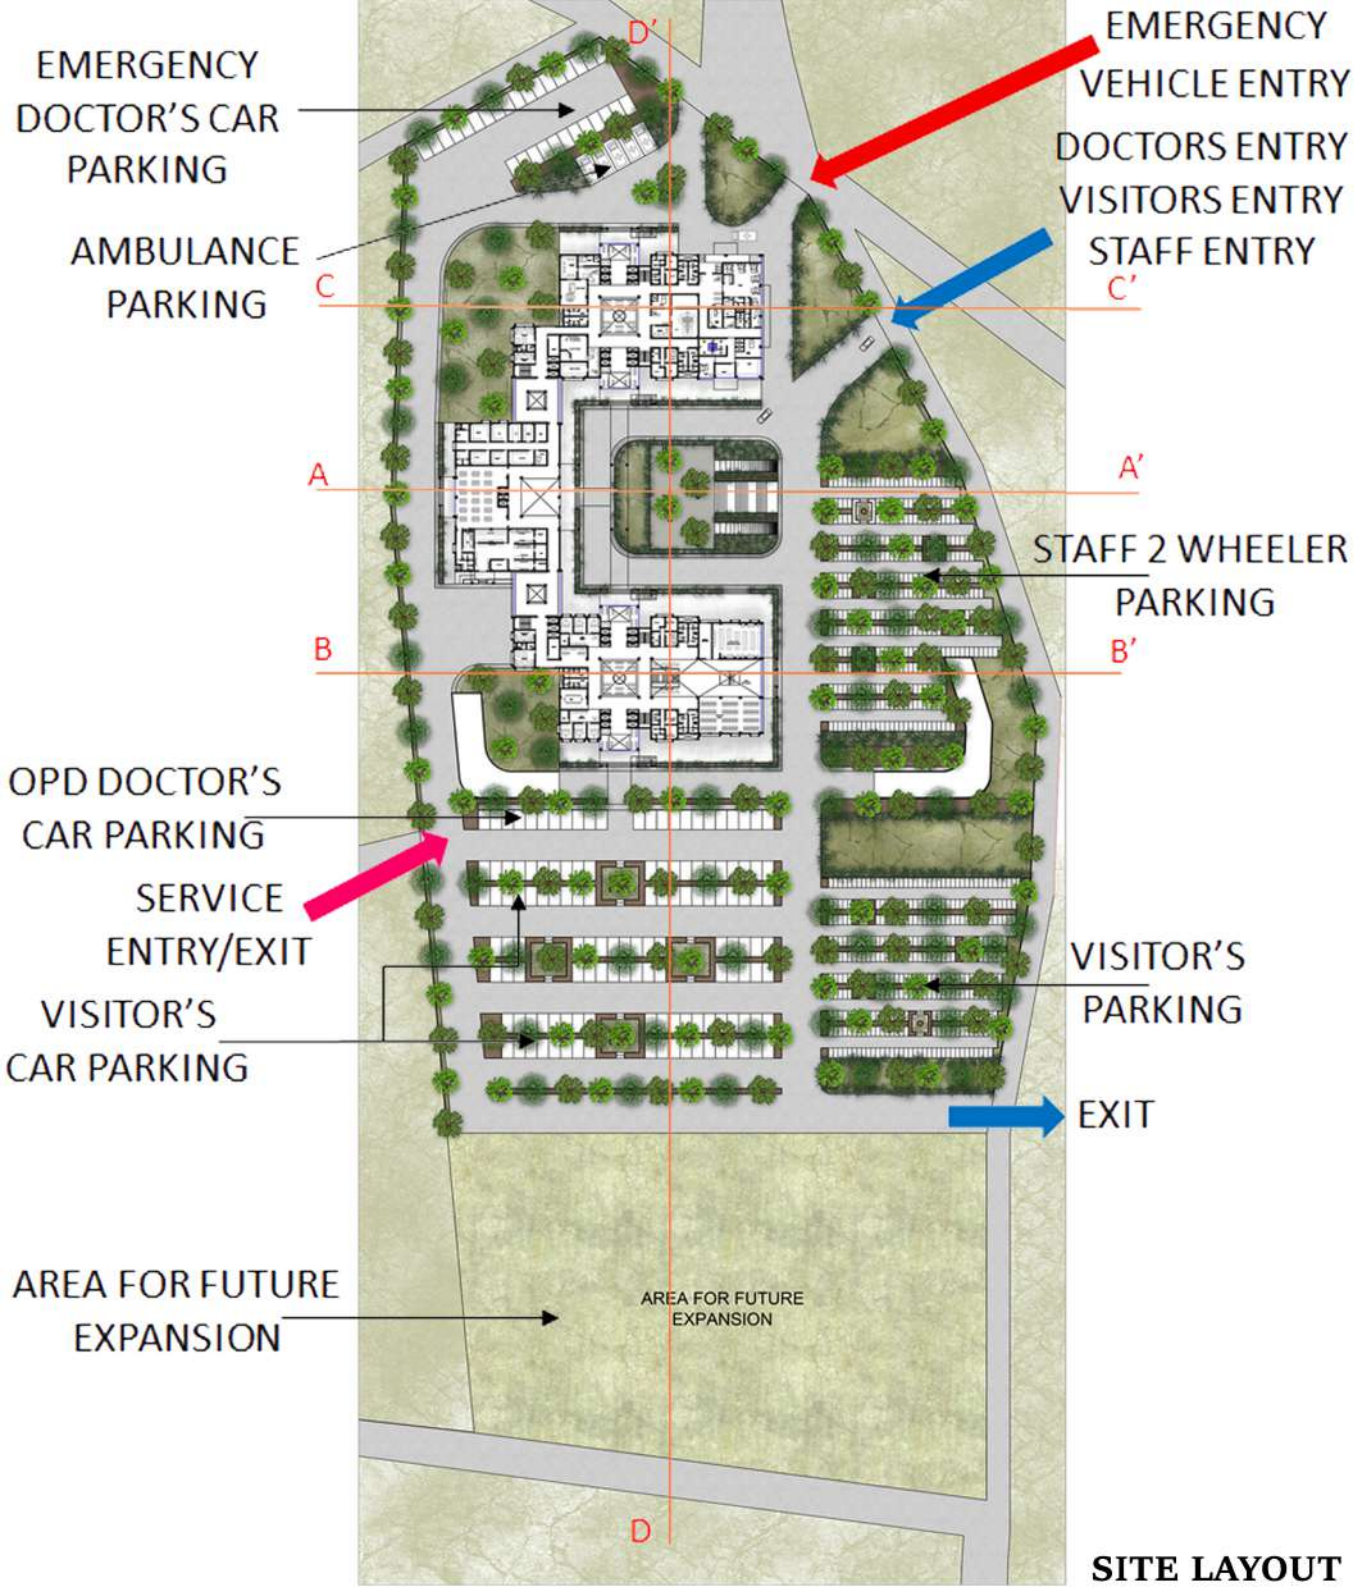 D'
EMERGENCY
VEHICLE ENTRY
DOCTORS ENTRY
VISITORS ENTRY
STAFF ENTRY
EMERGENCY
DOCTOR'S CAR
PARKING
AMBULANCE
PARKING
C
C'
A
A'
STAFF 2 WHEELER
PARKING
B
B'
OPD DOCTOR'S
CAR PARKING
SERVICE
ENTRY/EXIT
VISITOR'S
CAR PARKING
VISITOR'S
PARKING
EXIT
AREA FOR FUTURE
EXPANSION
AREA FOR FUTURE
EXPANSION
D
SITE LAYOUT